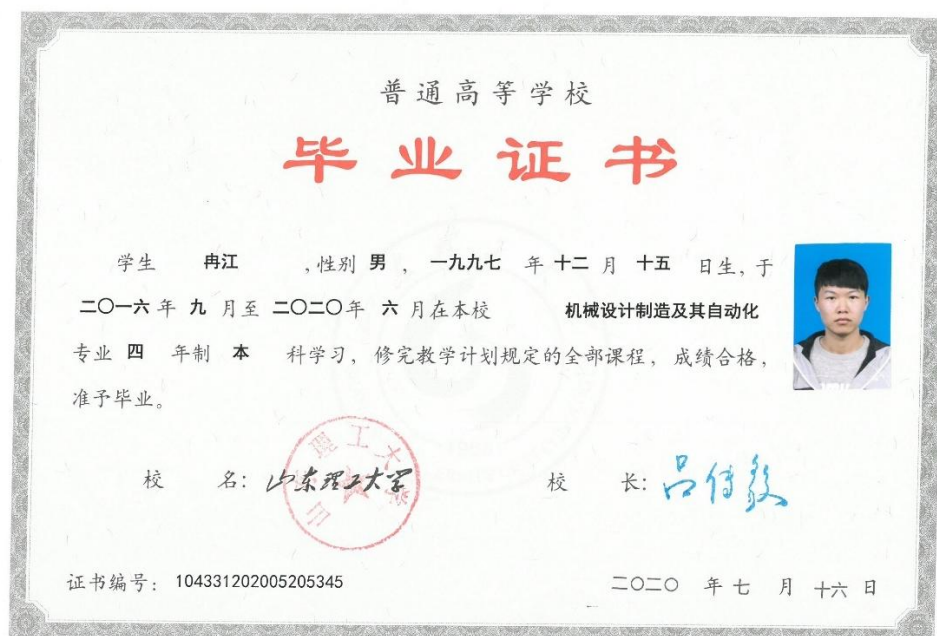 普通高等学校
毕业证书
学生 冉江 ,性别 男 , 一九九七 年 十二 月 十五 日生, 于
二〇一六 年 九 月至 二〇二〇 年 六 月在本校 机械设计制造及其自动化
专业 四 年制 本 科学习, 修完教学计划规定的全部课程, 成绩合格,
准予毕业。
山东理工大学
校 名: 山东理工大学 校 长: 吕传毅
证书编号: 104331202005205345 二〇二〇 年 七 月 十六 日